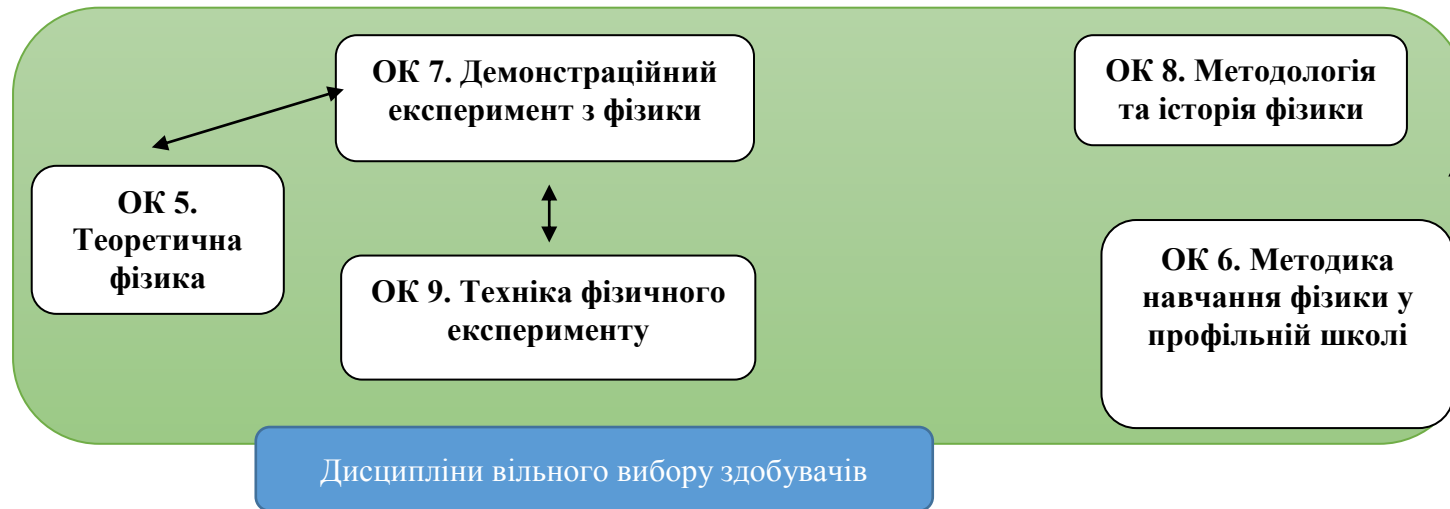 ОК 7. Демонстраційний
експеримент з фізики
ОК 8. Методологія
та історія фізики
ОК 5.
Теоретична
фізика
ОК 9. Техніка фізичного
експерименту
ОК 6. Методика
навчання фізики у
профільній школі
Дисципліни вільного вибору здобувачів